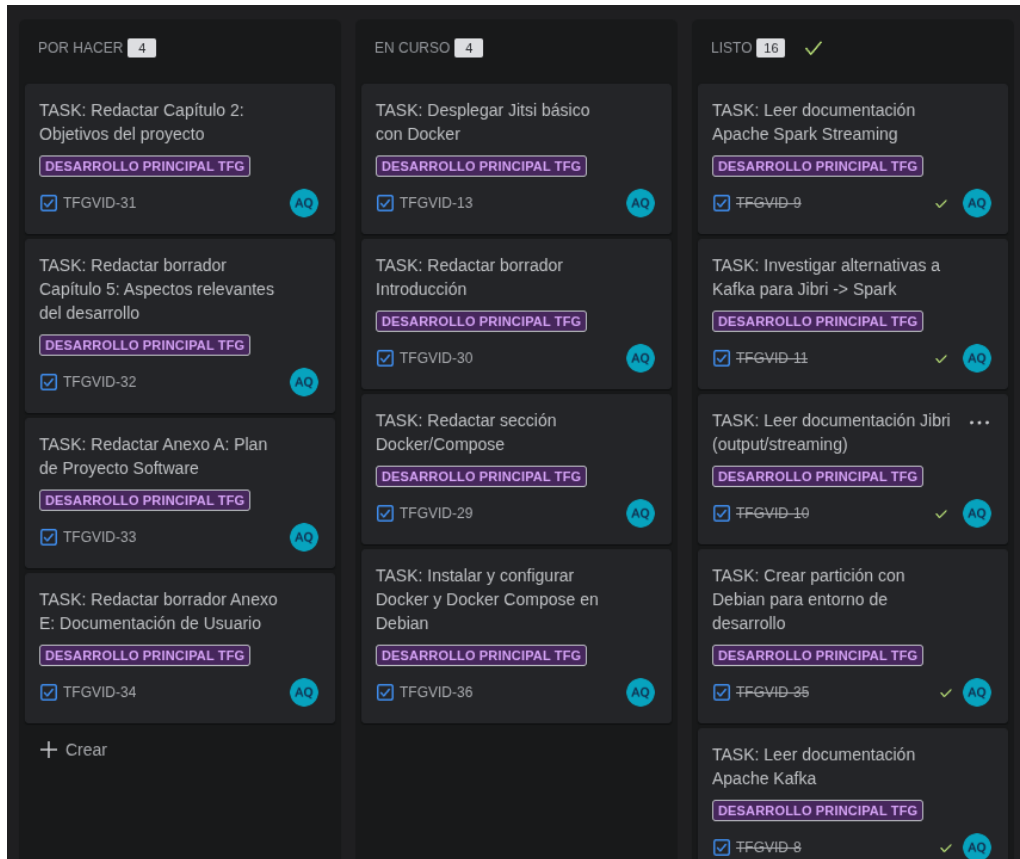 POR HACER 4
TASK: Redactar Capítulo 2:
Objetivos del proyecto
DESARROLLO PRINCIPAL TFG
TFGVID-31
AQ
TASK: Redactar borrador
Capítulo 5: Aspectos relevantes
del desarrollo
DESARROLLO PRINCIPAL TFG
TFGVID-32
AQ
TASK: Redactar Anexo A: Plan
de Proyecto Software
DESARROLLO PRINCIPAL TFG
TFGVID-33
AQ
TASK: Redactar borrador Anexo
E: Documentación de Usuario
DESARROLLO PRINCIPAL TFG
TFGVID-34
AQ
Crear
EN CURSO 4
TASK: Desplegar Jitsi básico
con Docker
DESARROLLO PRINCIPAL TFG
TFGVID-13
AQ
TASK: Redactar borrador
Introducción
DESARROLLO PRINCIPAL TFG
TFGVID-30
AQ
TASK: Redactar sección
Docker/Compose
DESARROLLO PRINCIPAL TFG
TFGVID-29
AQ
TASK: Instalar y configurar
Docker y Docker Compose en
Debian
DESARROLLO PRINCIPAL TFG
TFGVID-36
AQ
LISTO 16
TASK: Leer documentación
Apache Spark Streaming
DESARROLLO PRINCIPAL TFG
TFGVID-9
AQ
TASK: Investigar alternativas a
Kafka para Jibri -> Spark
DESARROLLO PRINCIPAL TFG
TFGVID-11
AQ
TASK: Leer documentación Jibri
(output/streaming)
DESARROLLO PRINCIPAL TFG
TFGVID-10
AQ
TASK: Crear partición con
Debian para entorno de
desarrollo
DESARROLLO PRINCIPAL TFG
TFGVID-35
AQ
TASK: Leer documentación
Apache Kafka
DESARROLLO PRINCIPAL TFG
TFGVID-8
AQ